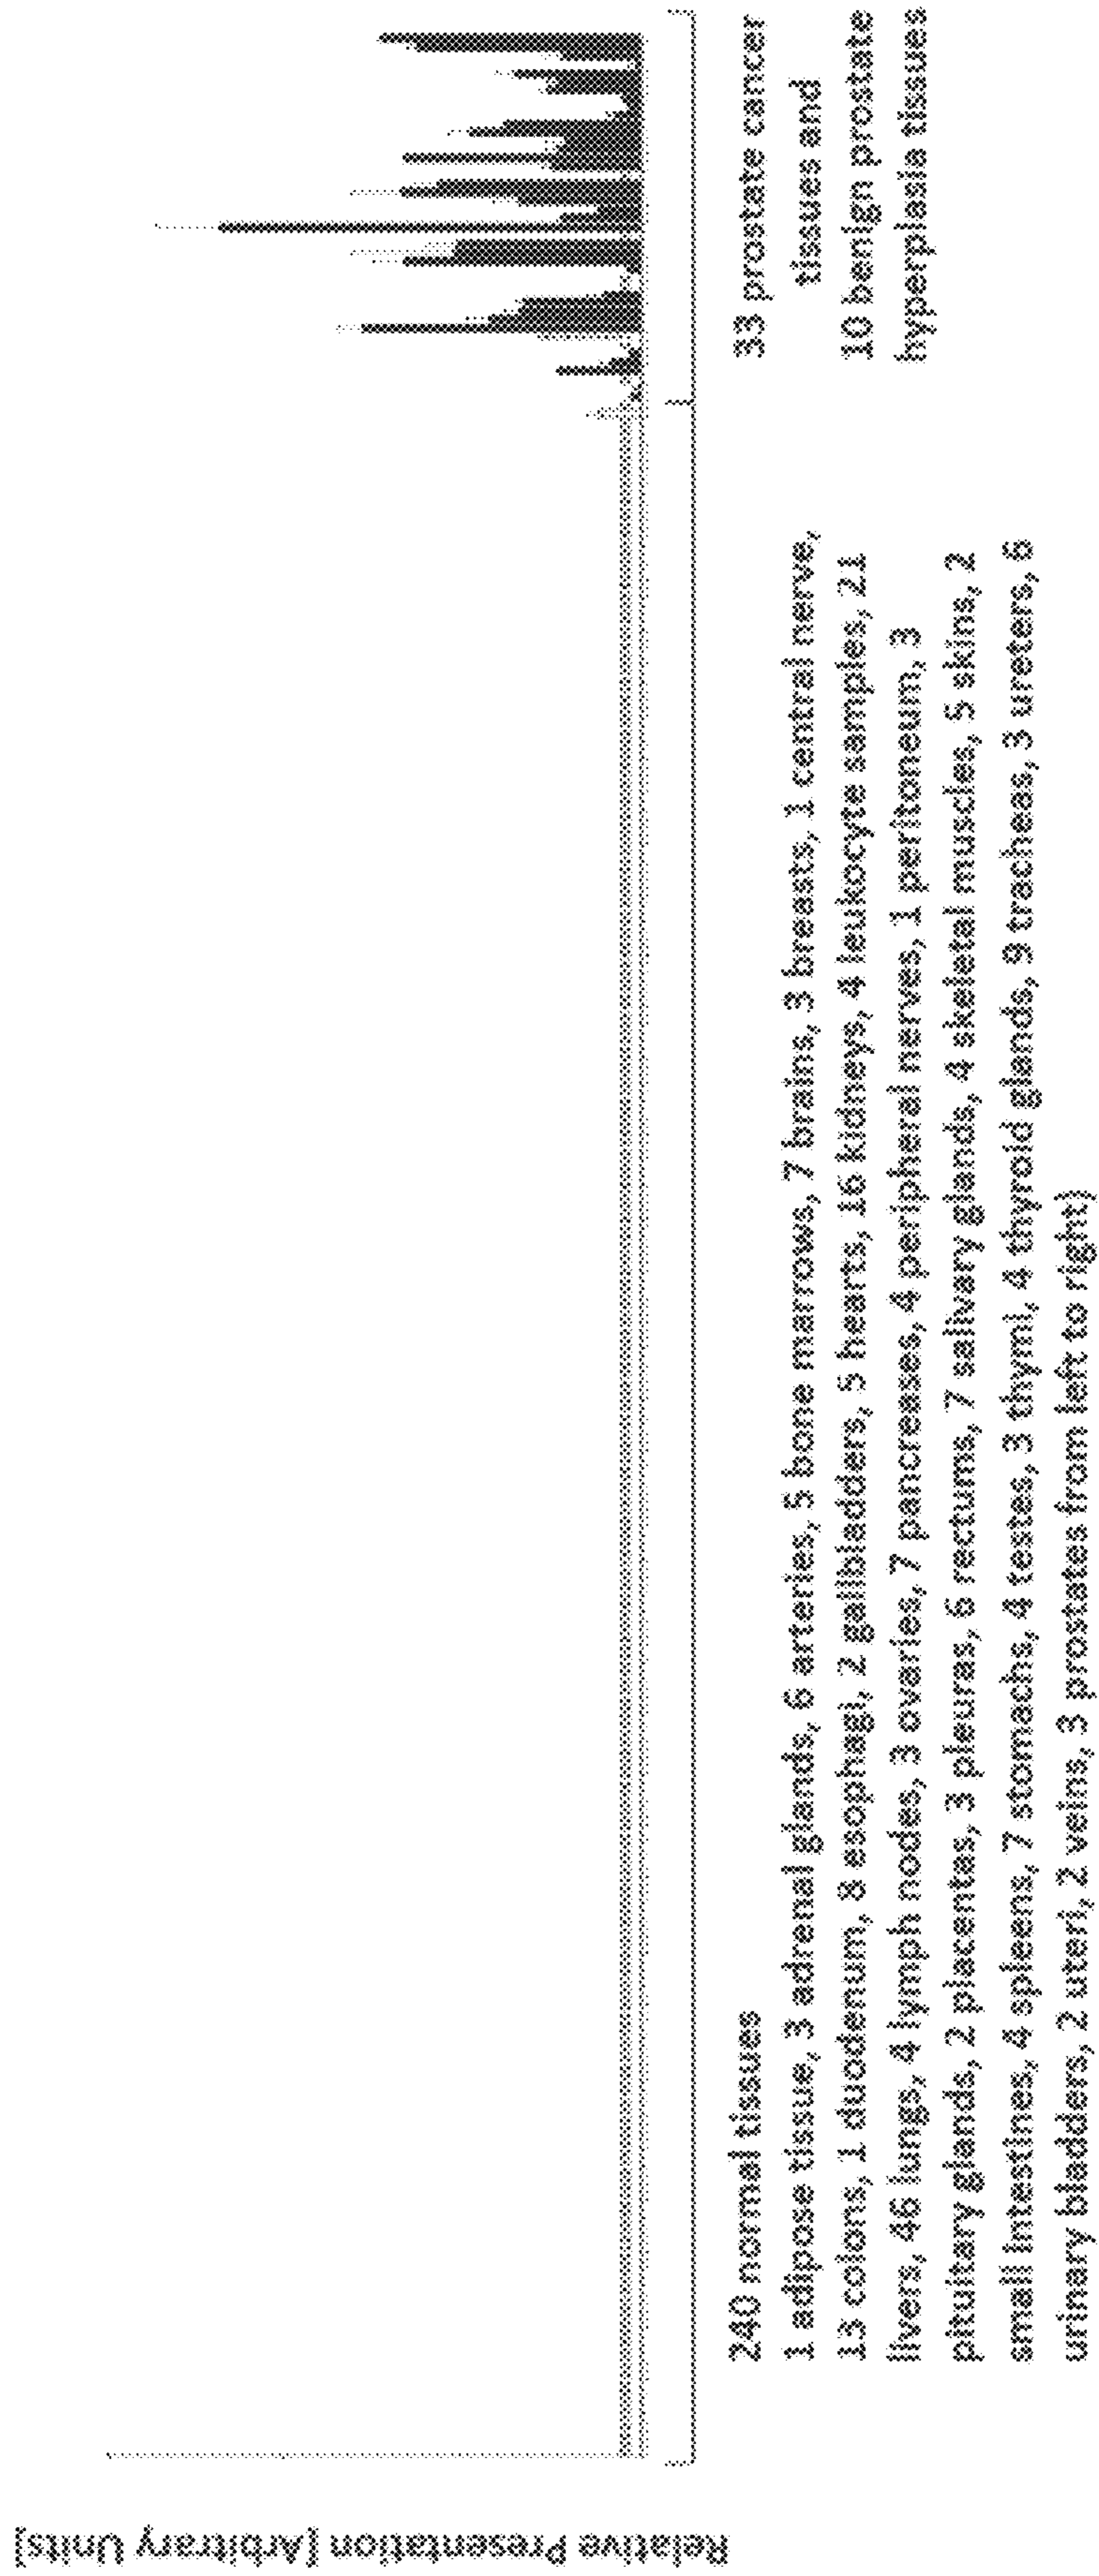 Relative Presentation [Arbitrary Units]
240 normal tissues
1 adipose tissue, 3 adrenal glands, 6 arteries, 5 bone marrows, 7 brains, 3 breasts, 1 central nerve,
13 colons, 1 duodenum, 8 esophagi, 2 gallbladders, 5 hearts, 16 kidneys, 4 leukocyte samples, 21
livers, 46 lungs, 4 lymph nodes, 3 ovaries, 7 pancreases, 4 peripheral nerves, 1 peritoneum, 3
pituitary glands, 2 placentas, 3 pleuras, 6 rectums, 7 salivary glands, 4 skeletal muscles, 5 skins, 2
small intestines, 4 spleens, 7 stomachs, 4 testes, 3 thymi, 4 thyroid glands, 9 tracheas, 3 ureters, 6
urinary bladders, 2 uteri, 2 veins, 3 prostates from left to right)
33 prostate cancer
tissues and
10 benign prostate
hyperplasia tissues